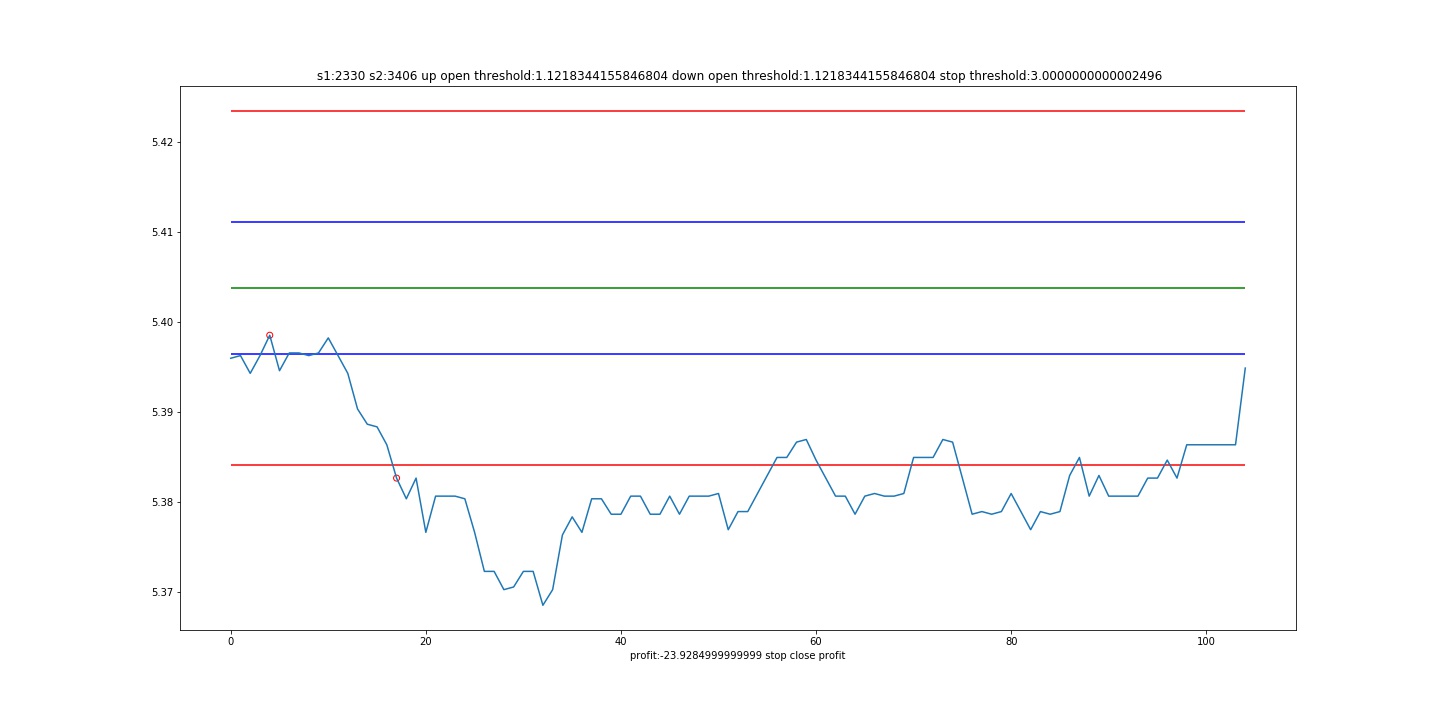 s1:2330 s2:3406 up open threshold:1.1218344155846804 down open threshold:1.1218344155846804 stop threshold:3.0000000000002496
5.42
5.41
5.40
5.39
5.38
5.37
0 20 40 60 80 100
profit:-23.9284999999999 stop close profit